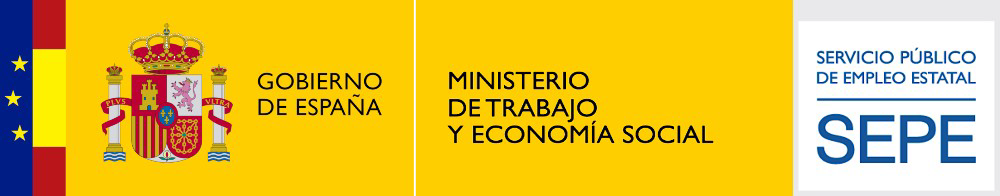 PLVS
VLTRA
GOBIERNO
DE ESPAÑA
MINISTERIO
DE TRABAJO
Y ECONOMÍA SOCIAL
SERVICIO PÚBLICO
DE EMPLEO ESTATAL
SEPE